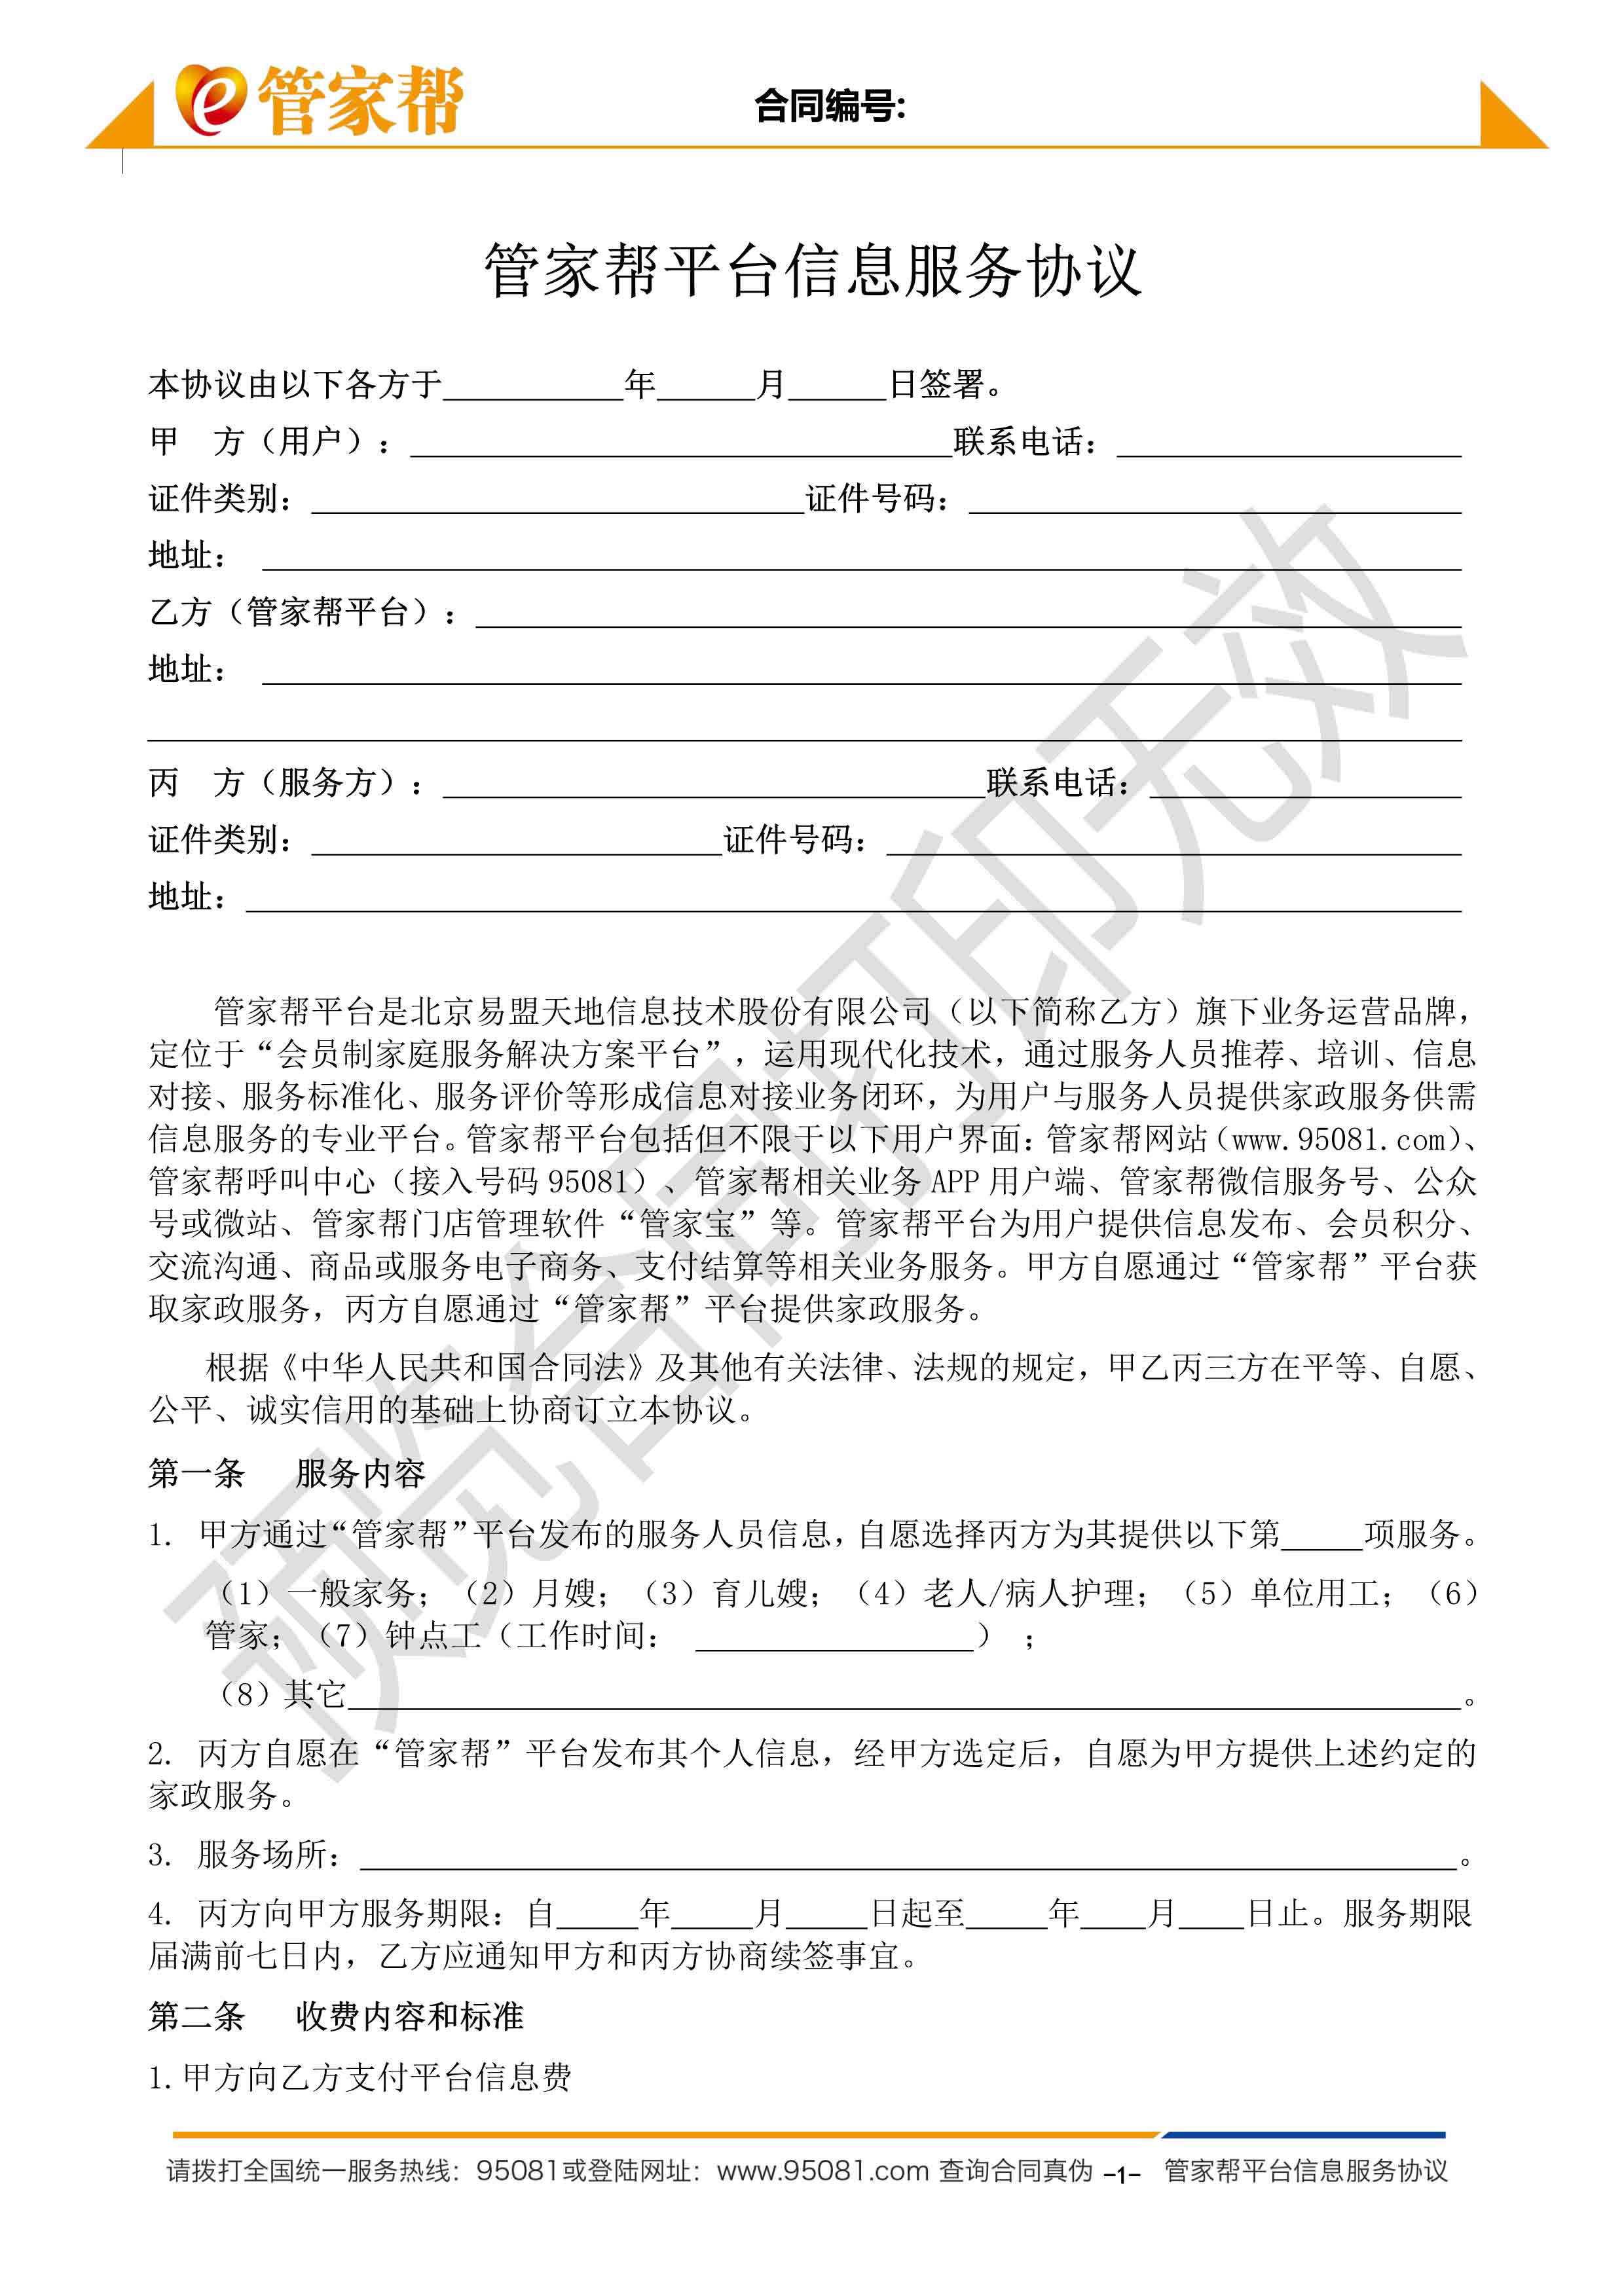 管家帮
合同编号:
管家帮平台信息服务协议
本协议由以下各方于___________年______月______日签署。
甲　方（用户）：_________________________________联系电话：_____________________
证件类别：______________________________证件号码：______________________________
地址：_________________________________________________________________________
乙方（管家帮平台）：____________________________________________________________
地址：_________________________________________________________________________
________________________________________________________________________________
丙　方（服务方）：_________________________________联系电话：___________________
证件类别：_________________________证件号码：___________________________________
地址：__________________________________________________________________________
管家帮平台是北京易盟天地信息技术股份有限公司（以下简称乙方）旗下业务运营品牌，
定位于“会员制家庭服务解决方案平台”，运用现代化技术，通过服务人员推荐、培训、信息
对接、服务标准化、服务评价等形成信息对接业务闭环，为用户与服务人员提供家政服务供需
信息服务的专业平台。管家帮平台包括但不限于以下用户界面：管家帮网站（www.95081.com）、
管家帮呼叫中心（接入号码 95081）、管家帮相关业务 APP 用户端、管家帮微信服务号、公众
号或微站、管家帮门店管理软件“管家宝”等。管家帮平台为用户提供信息发布、会员积分、
交流沟通、商品或服务电子商务、支付结算等相关业务服务。甲方自愿通过“管家帮”平台获
取家政服务，丙方自愿通过“管家帮”平台提供家政服务。
根据《中华人民共和国合同法》及其他有关法律、法规的规定，甲乙丙三方在平等、自愿、
公平、诚实信用的基础上协商订立本协议。
第一条　服务内容
1. 甲方通过“管家帮”平台发布的服务人员信息，自愿选择丙方为其提供以下第_____项服务。
（1）一般家务；（2）月嫂；（3）育儿嫂；（4）老人/病人护理；（5）单位用工；（6）
管家；（7）钟点工（工作时间：_________________）；
（8）其它____________________________________________________________________。
2. 丙方自愿在“管家帮”平台发布其个人信息，经甲方选定后，自愿为甲方提供上述约定的
家政服务。
3. 服务场所：___________________________________________________________________。
4. 丙方向甲方服务期限：自_____年_____月_____日起至_____年____月____日止。服务期限
届满前七日内，乙方应通知甲方和丙方协商续签事宜。
第二条　收费内容和标准
1.甲方向乙方支付平台信息费
请拨打全国统一服务热线：95081或登陆网址：www.95081.com 查询合同真伪 -1- 管家帮平台信息服务协议
预览合同打印无效